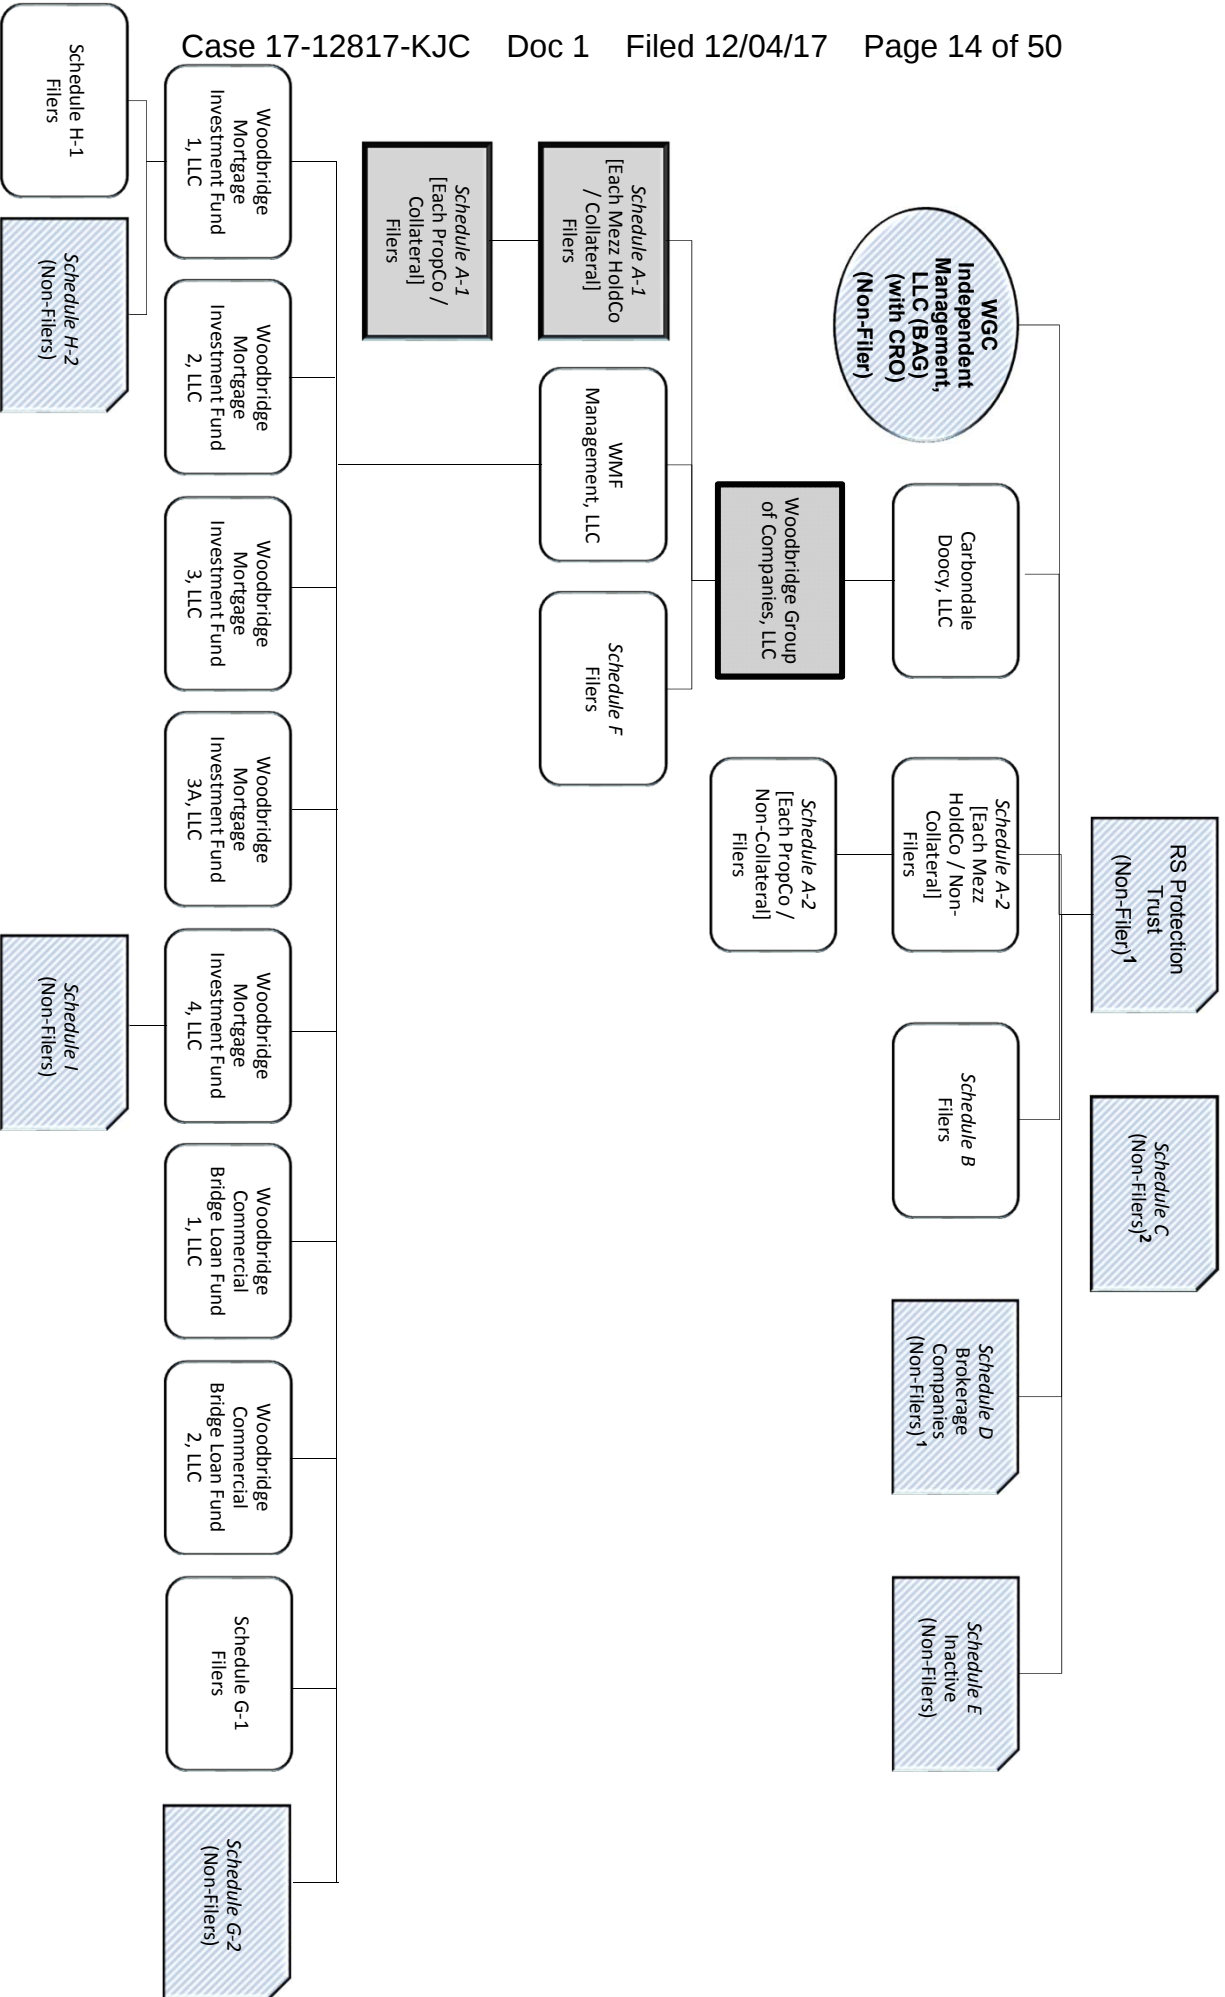 Case 17-12817-KJC Doc 1 Filed 12/04/17 Page 14 of 50
RS Protection
Trust
(Non-Filer)1
Schedule C
(Non-Filers)2
WGC
Independent
Management,
LLC (BAG)
(with CRO)
(Non-Filer)
Carbondale
Doocy, LLC
Schedule A-2
[Each Mezz
HoldCo / Non-
Collateral]
Filers
Schedule B
Filers
Schedule D
Brokerage
Companies
(Non-Filers) 1
Schedule E
Inactive
(Non-Filers)
Woodbridge Group
of Companies, LLC
Schedule A-2
[Each PropCo /
Non-Collateral]
Filers
Schedule A-1
[Each Mezz HoldCo
/ Collateral]
Filers
WMF
Management, LLC
Schedule F
Filers
Schedule A-1
[Each PropCo /
Collateral]
Filers
Woodbridge
Mortgage
Investment Fund
1, LLC
Woodbridge
Mortgage
Investment Fund
2, LLC
Woodbridge
Mortgage
Investment Fund
3, LLC
Woodbridge
Mortgage
Investment Fund
3A, LLC
Woodbridge
Mortgage
Investment Fund
4, LLC
Woodbridge
Commercial
Bridge Loan Fund
1, LLC
Woodbridge
Commercial
Bridge Loan Fund
2, LLC
Schedule G-1
Filers
Schedule G-2
(Non-Filers)
Schedule H-1
Filers
Schedule H-2
(Non-Filers)
Schedule I
(Non-Filers)